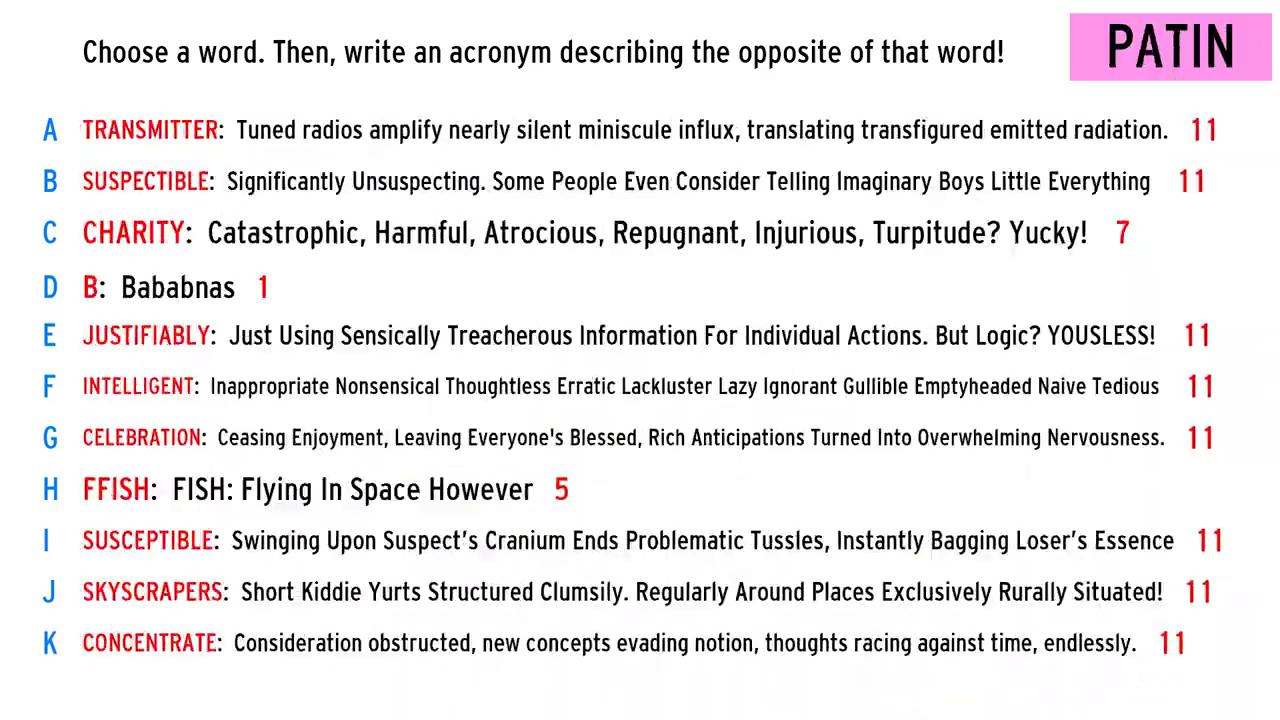 Choose a word. Then, write an acronym describing the opposite of that word!
PATIN
A TRANSMITTER: Tuned radios amplify nearly silent miniscule influx, translating transfigured emitted radiation. 11
B SUSPECTIBLE: Significantly Unsuspecting. Some People Even Consider Telling Imaginary Boys Little Everything 11
C CHARITY: Catastrophic, Harmful, Atrocious, Repugnant, Injurious, Turpitude? Yucky! 7
D B: Bababnas 1
E JUSTIFIABLY: Just Using Sensically Treacherous Information For Individual Actions. But Logic? YOUSLESS! 11
F INTELLIGENT: Inappropriate Nonsensical Thoughtless Erratic Lackluster Lazy Ignorant Gullible Emptyheaded Naive Tedious 11
G CELEBRATION: Ceasing Enjoyment, Leaving Everyone's Blessed, Rich Anticipations Turned Into Overwhelming Nervousness. 11
H FFISH: FISH: Flying In Space However 5
I SUSCEPTIBLE: Swinging Upon Suspect's Cranium Ends Problematic Tussles, Instantly Bagging Loser's Essence 11
J SKYSCRAPERS: Short Kiddie Yurts Structured Clumsily. Regularly Around Places Exclusively Rurally Situated! 11
K CONCENTRATE: Consideration obstructed, new concepts evading notion, thoughts racing against time, endlessly. 11